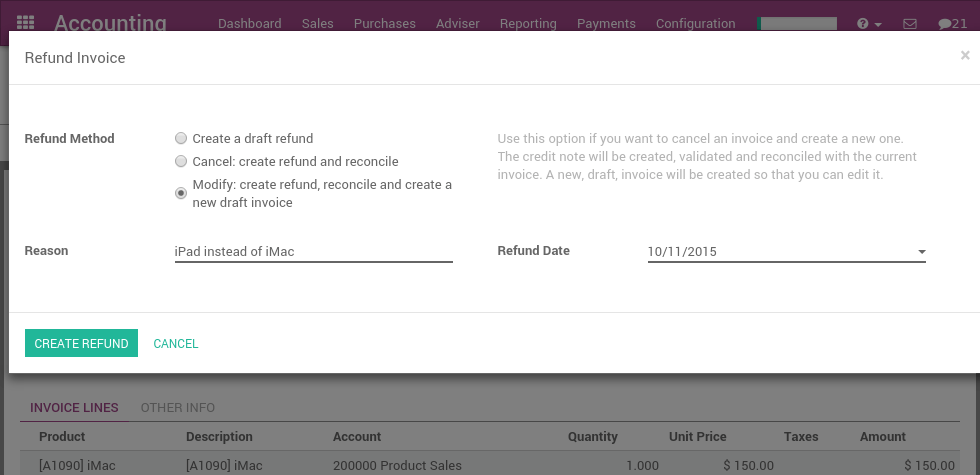 Accounting
Dashboard Sales Purchases Adviser Reporting Payments Configuration 21
Refund Invoice ×
Refund Method
Create a draft refund
Cancel: create refund and reconcile
Modify: create refund, reconcile and create a
new draft invoice
Use this option if you want to cancel an invoice and create a new one.
The credit note will be created, validated and reconciled with the current
invoice. A new, draft, invoice will be created so that you can edit it.
Reason iPad instead of iMac Refund Date 10/11/2015
CREATE REFUND CANCEL
INVOICE LINES OTHER INFO
Product Description Account Quantity Unit Price Taxes Amount
[A1090] iMac [A1090] iMac 200000 Product Sales 1.000 $ 150.00 $ 150.00